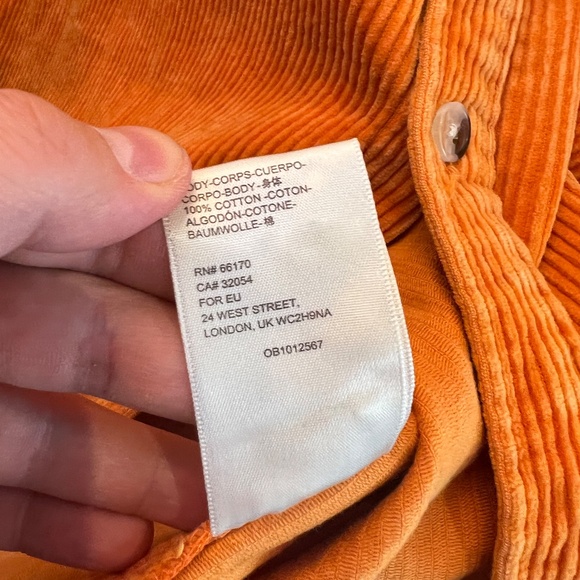 ODY-CORPS-CUERPO-
CORPO-BODY-身体
100% COTTON -COTON-
ALGODÓN-COTONE-
BAUMWOLLE-棉
RN# 66170
CA# 32054
FOR EU
24 WEST STREET,
LONDON, UK WC2H9NA
OB1012567